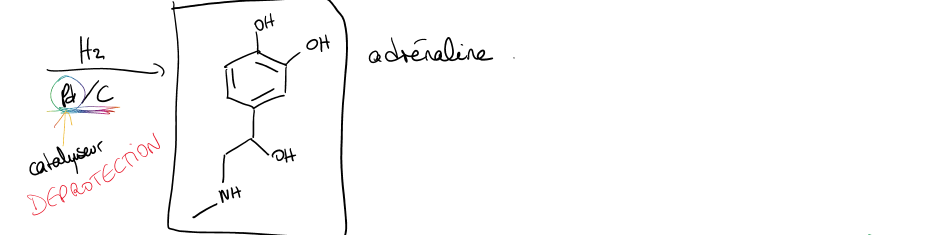 H2
Pd/C
catalyseur
DEPROTECTION
OH
OH
OH
NH
adrénaline